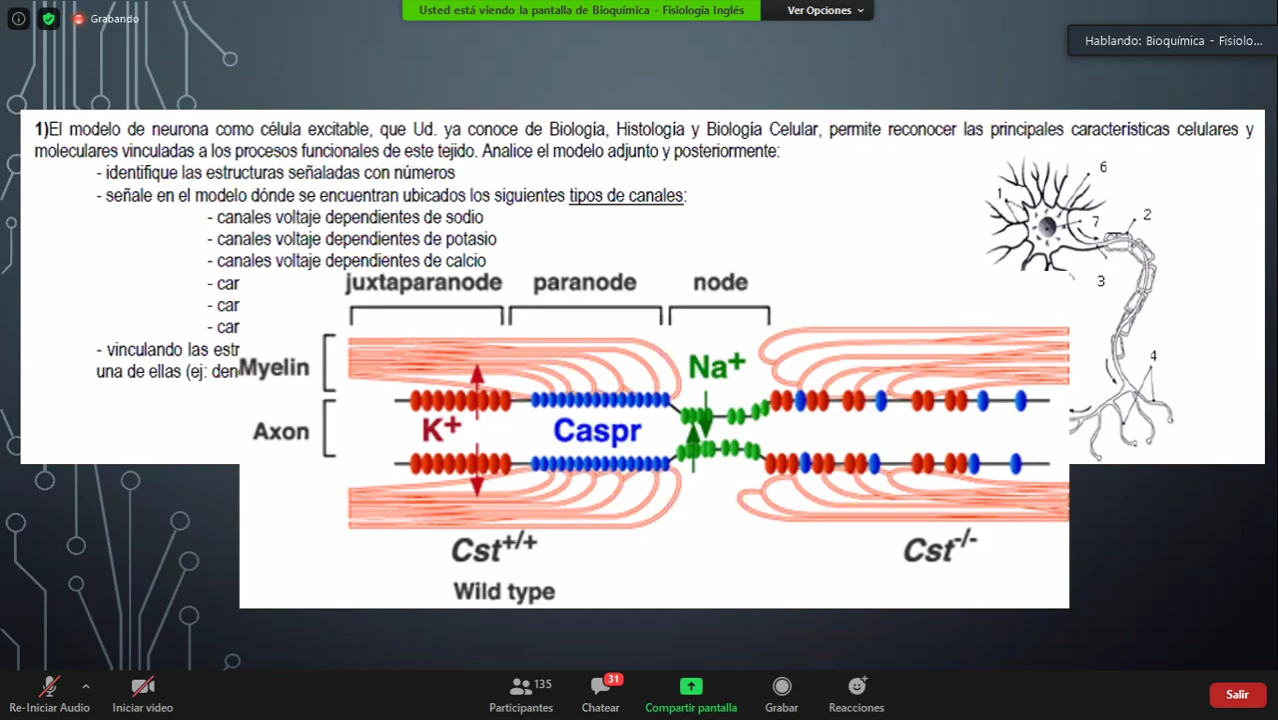 Grabando
Usted está viendo la pantalla de Bioquímica - Fisiología Inglés
Ver Opciones
Hablando: Bioquímica - Fisiolo...
1)El modelo de neurona como célula excitable, que Ud. ya conoce de Biología, Histología y Biología Celular, permite reconocer las principales características celulares y
moleculares vinculadas a los procesos funcionales de este tejido. Analice el modelo adjunto y posteriormente:
- identifique las estructuras señaladas con números
- señale en el modelo dónde se encuentran ubicados los siguientes tipos de canales:
- canales voltaje dependientes de sodio
- canales voltaje dependientes de potasio
- canales voltaje dependientes de calcio
- car
- car
- car
- vinculando las estr
una de ellas (ej: den
6
1
7
2
3
4
juxtaparanode
paranode
node
Myelin
Na+
Axon
K+
Caspr
Cst+/+
Cst-/-
Wild type
Re-Iniciar Audio
Iniciar video
135
Participantes
31
Chatear
Compartir pantalla
Grabar
Reacciones
Salir